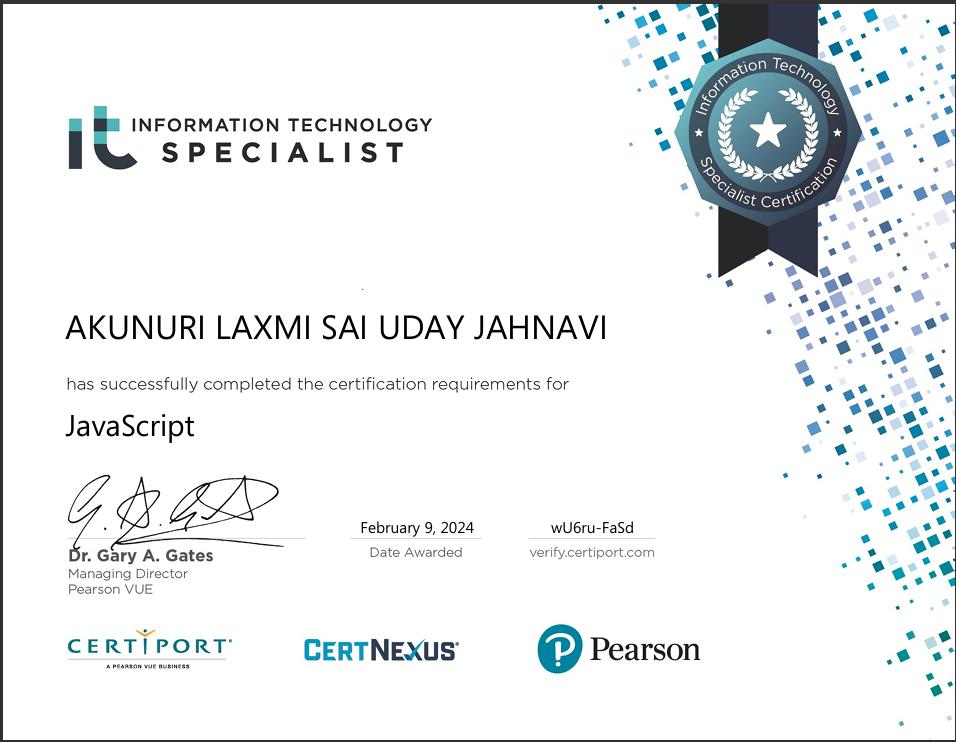 it INFORMATION TECHNOLOGY
SPECIALIST
Information Technology
Specialist Certification
AKUNURI LAXMI SAI UDAY JAHNAVI
has successfully completed the certification requirements for
JavaScript
Dr. Gary A. Gates
Managing Director
Pearson VUE
February 9, 2024
Date Awarded
wU6ru-FaSd
verify.certiport.com
CERTIPORT®
A PEARSON VUE BUSINESS
CERTNEXUS®
P Pearson